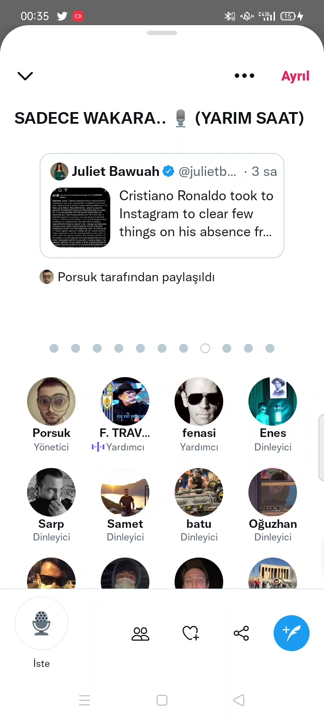 00:35
15
Ayrıl
SADECE WAKARA.. 🎙️ (YARIM SAAT)
Juliet Bawuah @julietb... · 3 sa
Cristiano Ronaldo took to
Instagram to clear few
things on his absence fr...
Porsuk tarafından paylaşıldı
Porsuk F. TRAV... fenasi Enes
Yönetici Yardımcı Yardımcı Dinleyici
Sarp Samet batu Oğuzhan
Dinleyici Dinleyici Dinleyici Dinleyici
İste